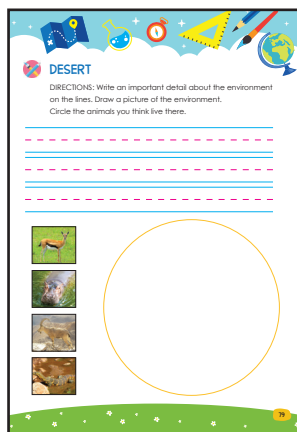 DESERT
DIRECTIONS: Write an important detail about the environment
on the lines. Draw a picture of the environment.
Circle the animals you think live there.
79